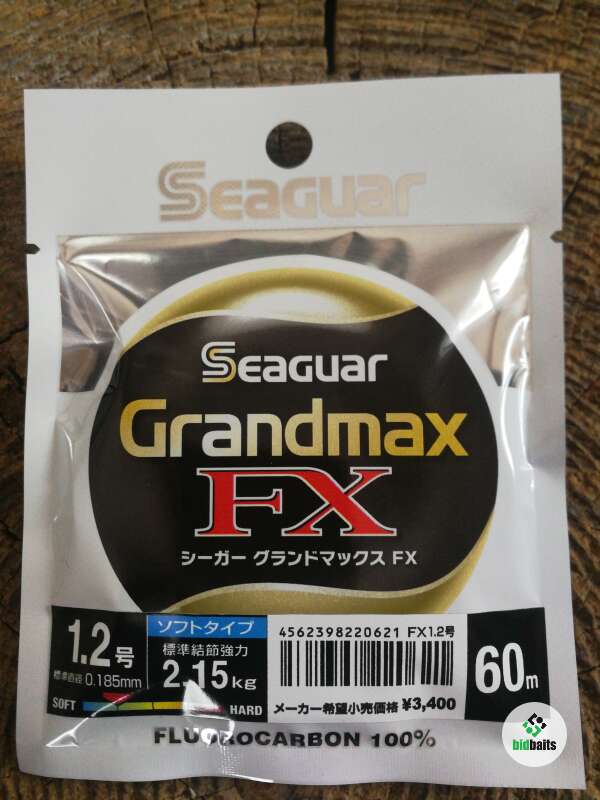 Seaguar
Seaguar
Grandmax
FX
シーガー グランドマックス FX
1.2号
標準直径 0.185mm
SOFT HARD
ソフトタイプ
標準結節強力
2.15kg
4562398220621 FX1.2号
メーカー希望小売価格 ¥3,400
60m
FLUOROCARBON 100%
bidbaits